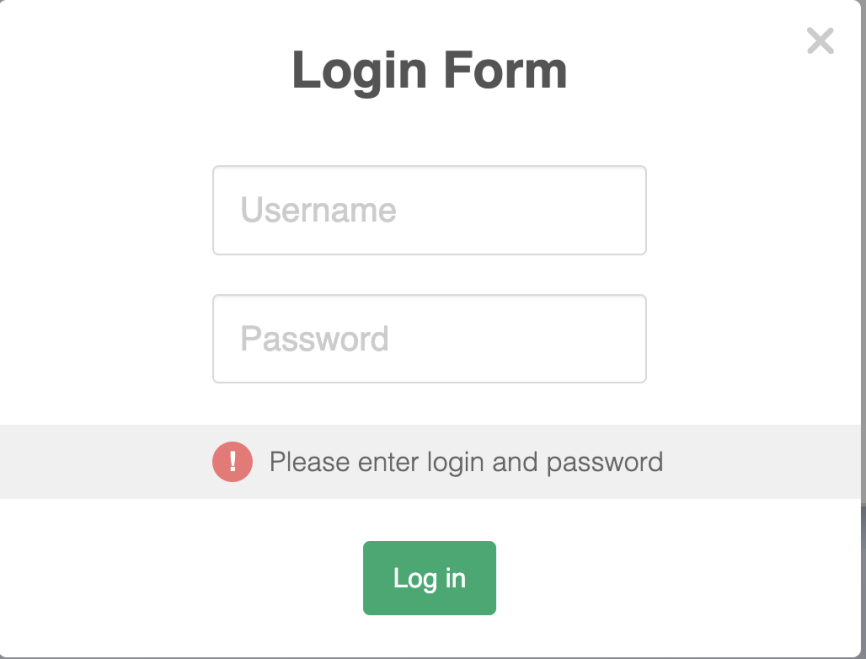 Login Form
Username
Password
Please enter login and password
Log in